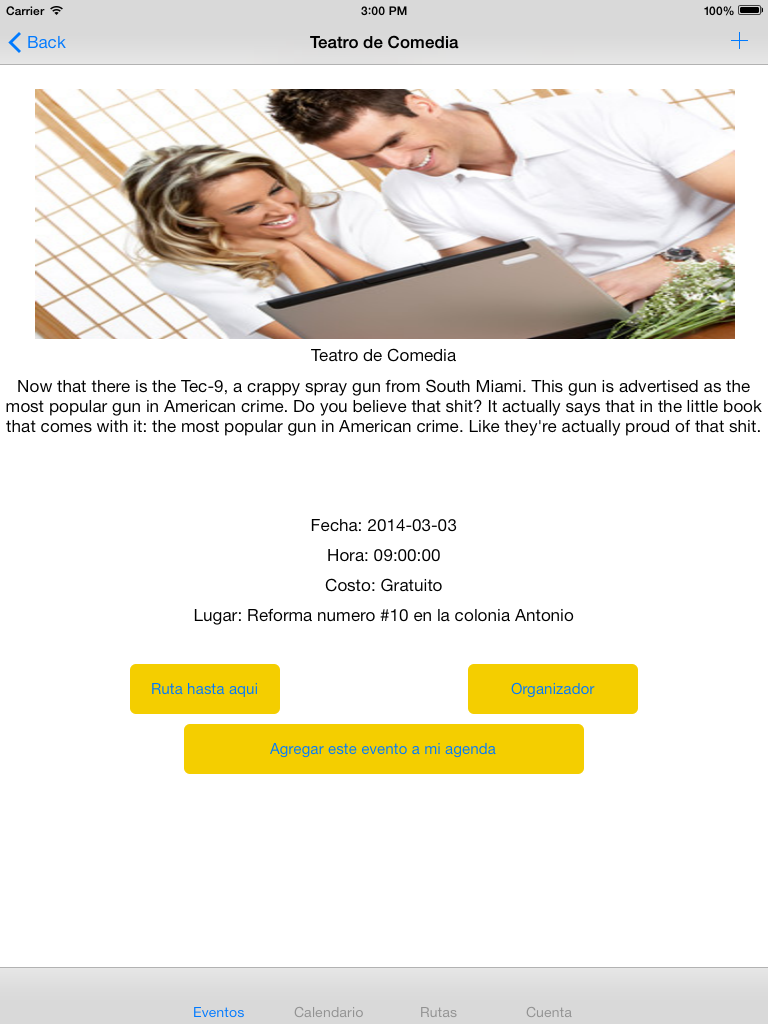 Carrier 3:00 PM 100%
Back Teatro de Comedia +
Teatro de Comedia
Now that there is the Tec-9, a crappy spray gun from South Miami. This gun is advertised as the
most popular gun in American crime. Do you believe that shit? It actually says that in the little book
that comes with it: the most popular gun in American crime. Like they're actually proud of that shit.
Fecha: 2014-03-03
Hora: 09:00:00
Costo: Gratuito
Lugar: Reforma numero #10 en la colonia Antonio
Ruta hasta aqui Organizador
Agregar este evento a mi agenda
Eventos Calendario Rutas Cuenta